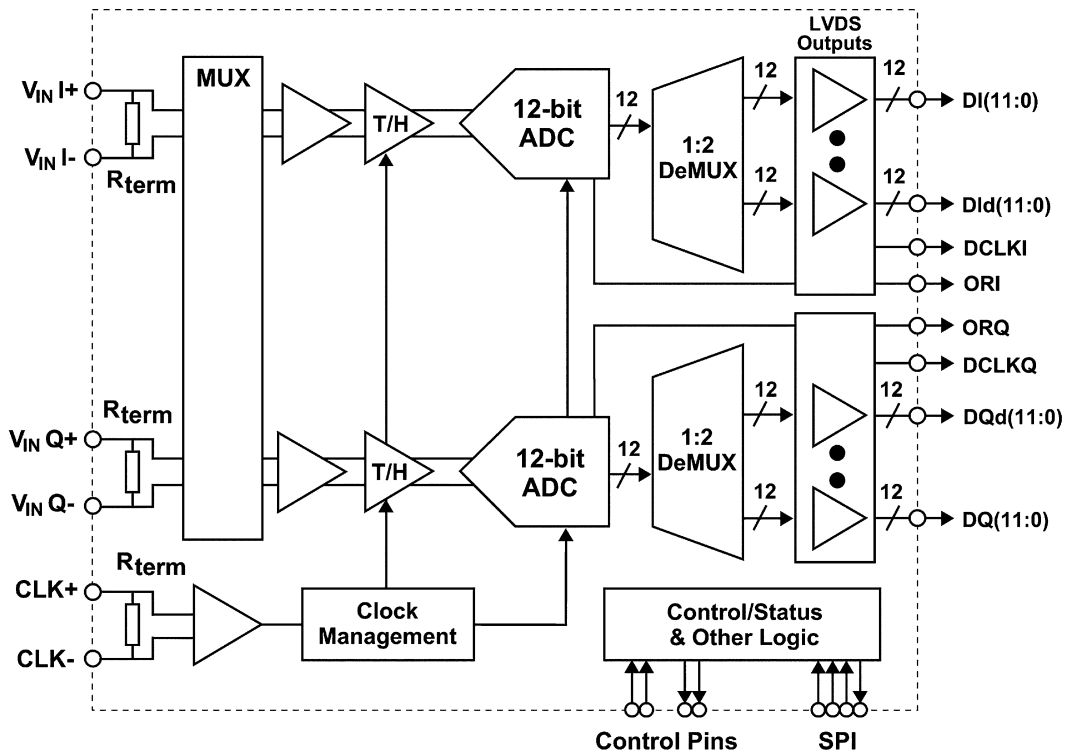 LVDS
Outputs
V_IN I+
V_IN I-
R_term
MUX
T/H
12-bit
ADC
12
1:2
DeMUX
12
12
12
12
DI(11:0)
DId(11:0)
DCLKI
ORI
ORQ
DCLKQ
DQd(11:0)
DQ(11:0)
R_term
V_IN Q+
V_IN Q-
T/H
12-bit
ADC
12
1:2
DeMUX
12
12
12
12
R_term
CLK+
CLK-
Clock
Management
Control/Status
& Other Logic
Control Pins
SPI